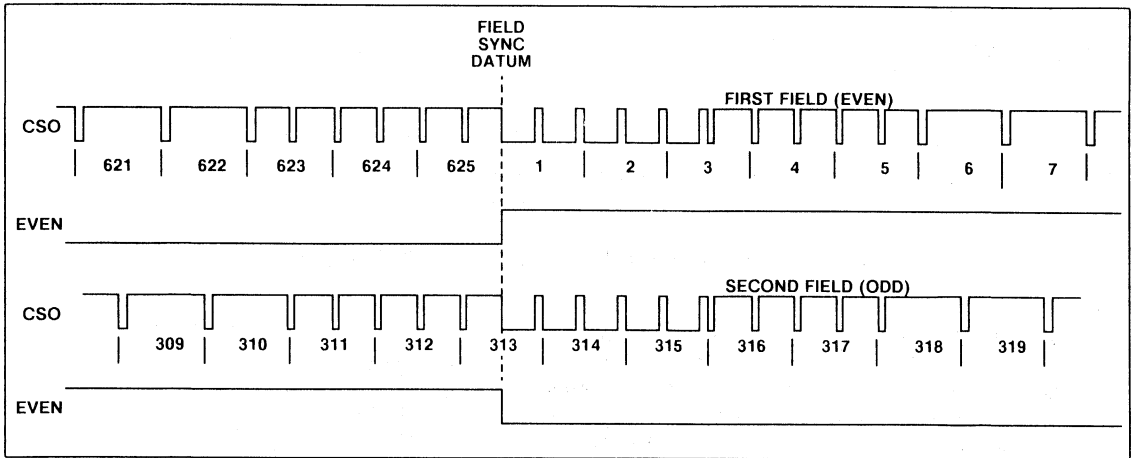 FIELD
SYNC
DATUM
FIRST FIELD (EVEN)
CSO
621 622 623 624 625 1 2 3 4 5 6 7
EVEN
SECOND FIELD (ODD)
CSO
309 310 311 312 313 314 315 316 317 318 319
EVEN